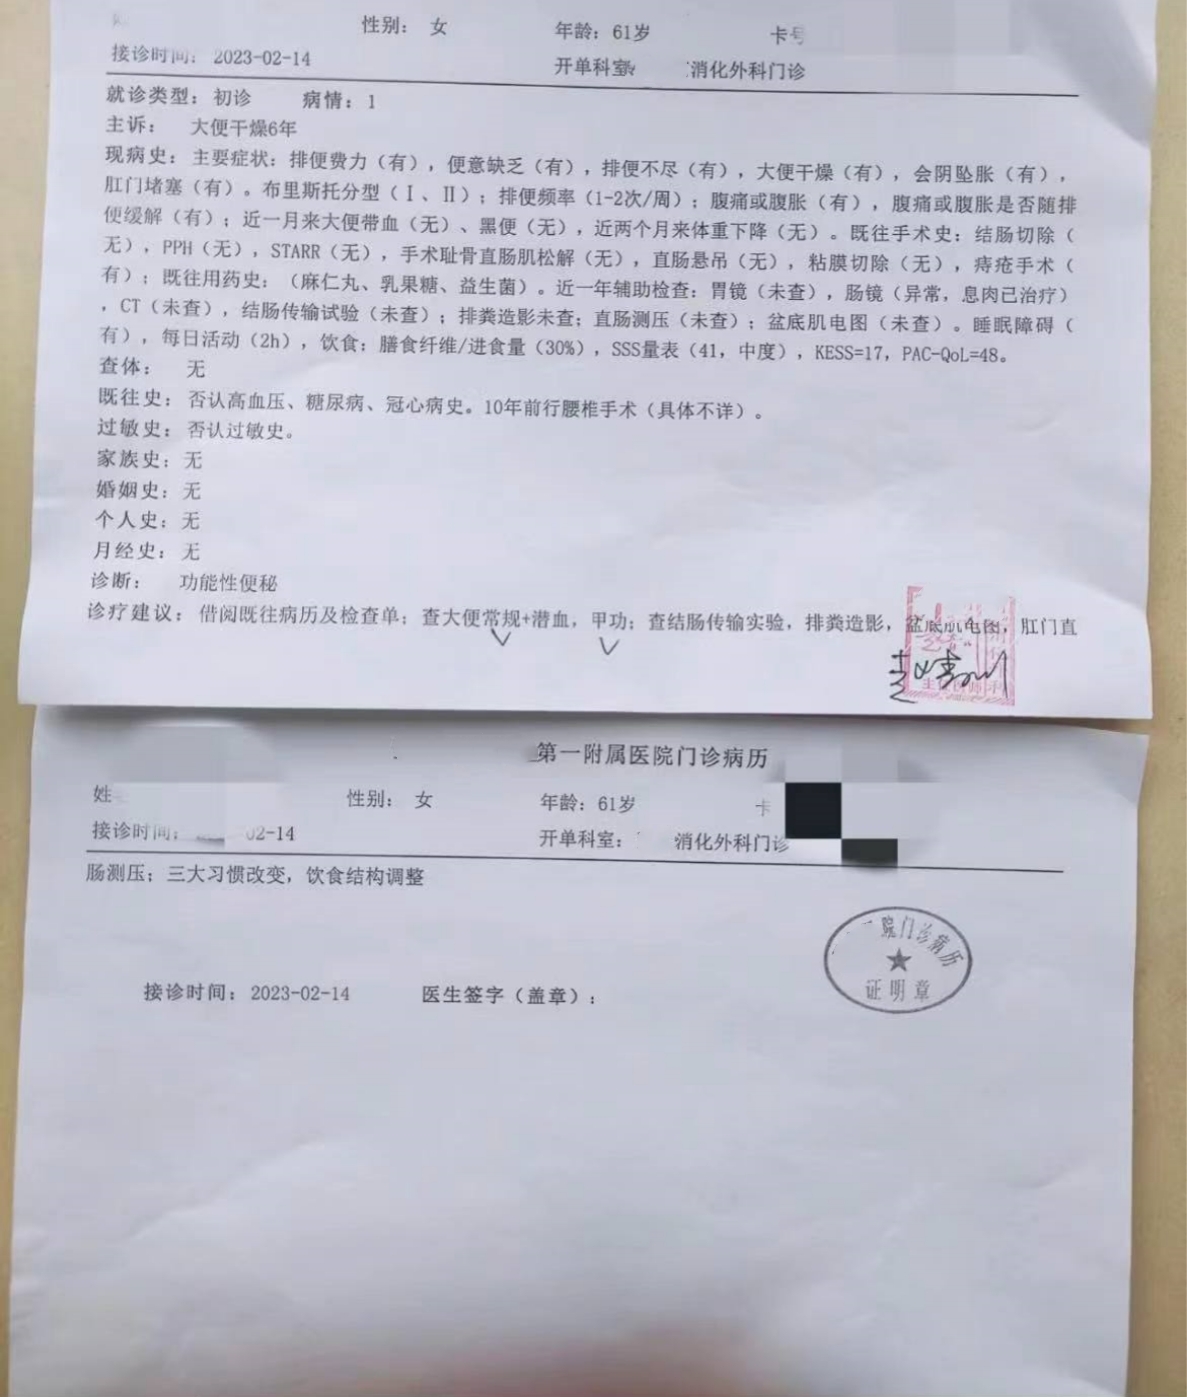 性别： 女 年龄：61岁 卡号
接诊时间：2023-02-14 开单科室 消化外科门诊
就诊类型：初诊 病情：1
主诉： 大便干燥6年
现病史：主要症状：排便费力（有），便意缺乏（有），排便不尽（有），大便干燥（有），会阴坠胀（有），
肛门堵塞（有）。布里斯托分型（Ⅰ、Ⅱ）；排便频率（1-2次/周）；腹痛或腹胀（有），腹痛或腹胀是否随排
便缓解（有）；近一月来大便带血（无）、黑便（无），近两个月来体重下降（无）。既往手术史：结肠切除（
无），PPH（无），STARR（无），手术耻骨直肠肌松解（无），直肠悬吊（无），粘膜切除（无），痔疮手术（
有）；既往用药史：（麻仁丸、乳果糖、益生菌）。近一年辅助检查：胃镜（未查），肠镜（异常，息肉已治疗）
，CT（未查），结肠传输试验（未查）；排粪造影未查；直肠测压（未查）；盆底肌电图（未查）。睡眠障碍（
有），每日活动（2h），饮食：膳食纤维/进食量（30%），SSS量表（41，中度），KESS=17，PAC-QoL=48。
查体： 无
既往史：否认高血压、糖尿病、冠心病史。10年前行腰椎手术（具体不详）。
过敏史：否认过敏史。
家族史：无
婚姻史：无
个人史：无
月经史：无
诊断： 功能性便秘
诊疗建议：借阅既往病历及检查单；查大便常规+潜血，甲功；查结肠传输实验，排粪造影，盆底肌电图，肛门直
第一附属医院门诊病历
姓 性别： 女 年龄：61岁 卡
接诊时间： 02-14 开单科室： 消化外科门诊
肠测压；三大习惯改变，饮食结构调整
院门诊病历
证明章
接诊时间：2023-02-14 医生签字（盖章）：